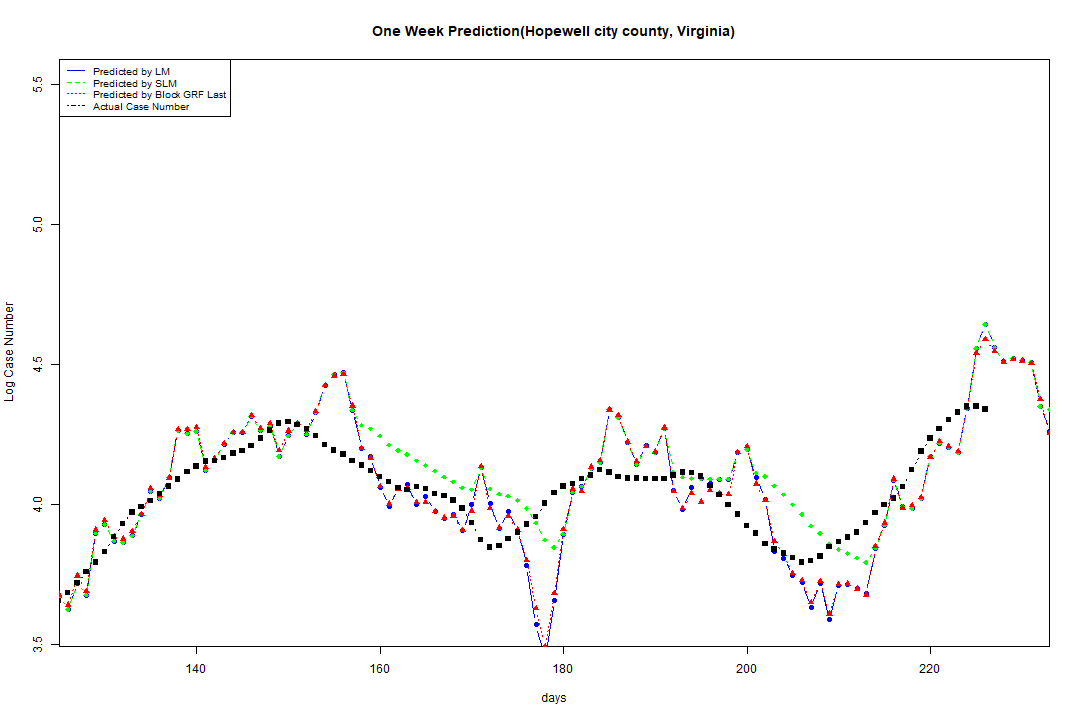 One Week Prediction(Hopewell city county, Virginia)
Predicted by LM
Predicted by SLM
Predicted by Block GRF Last
Actual Case Number
5.5
5.0
4.5
4.0
3.5
Log Case Number
140 160 180 200 220
days